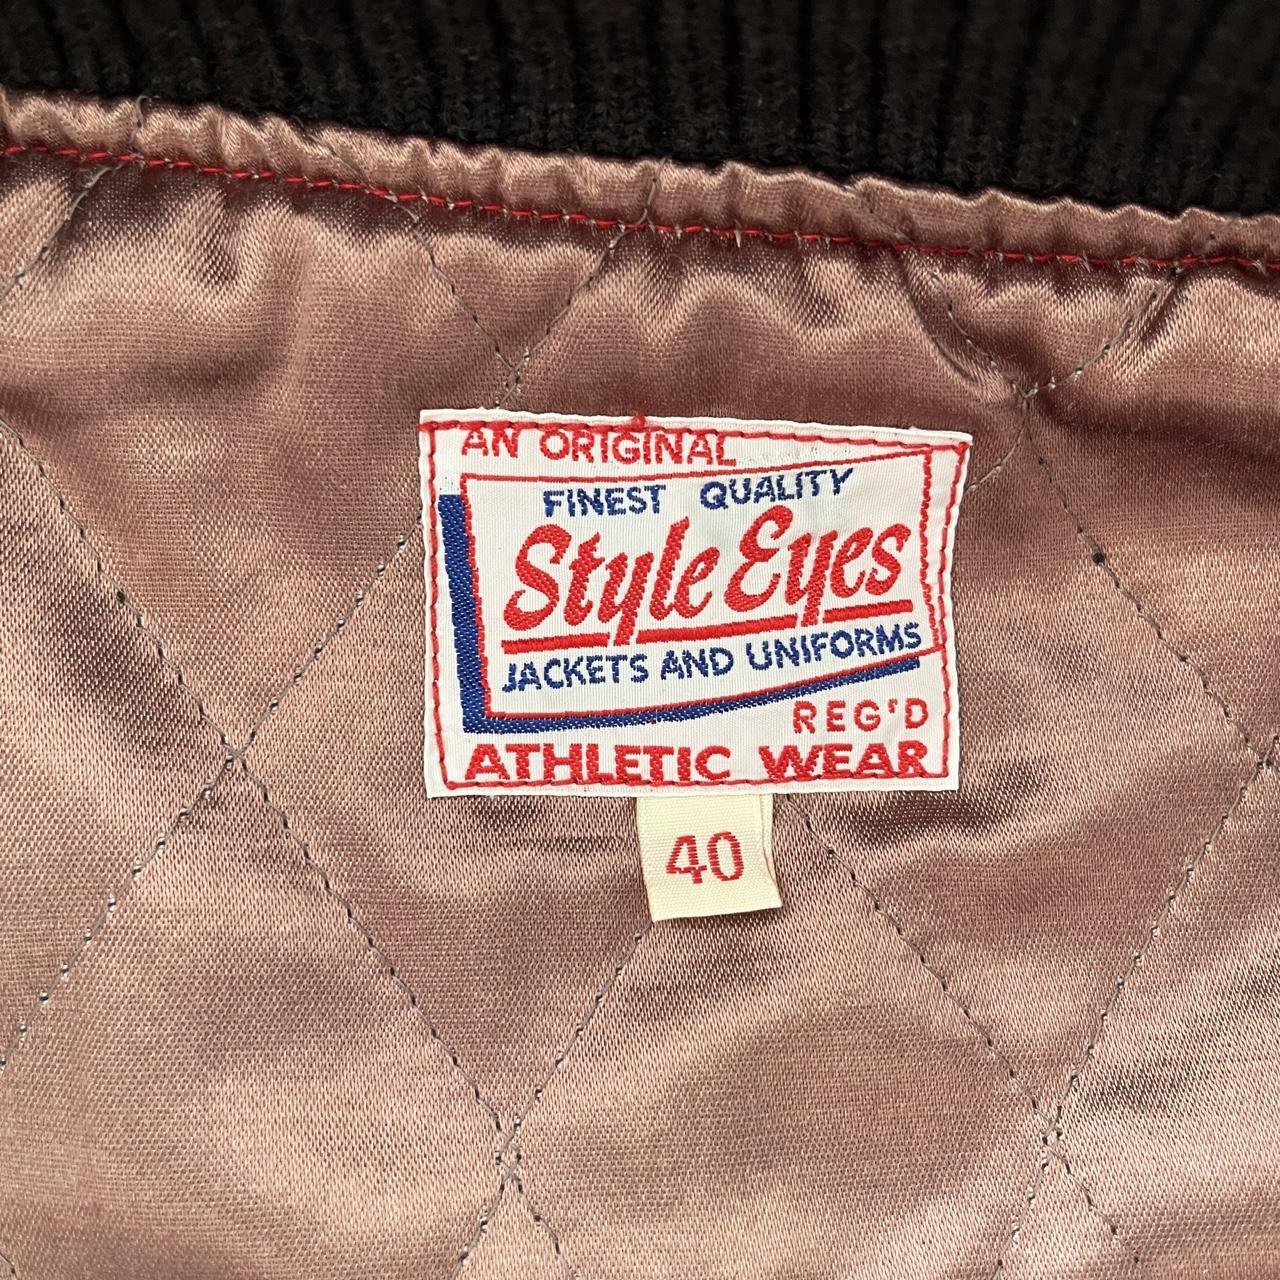 AN ORIGINAL
FINEST QUALITY
Style Eyes
JACKETS AND UNIFORMS
REG'D
ATHLETIC WEAR
40